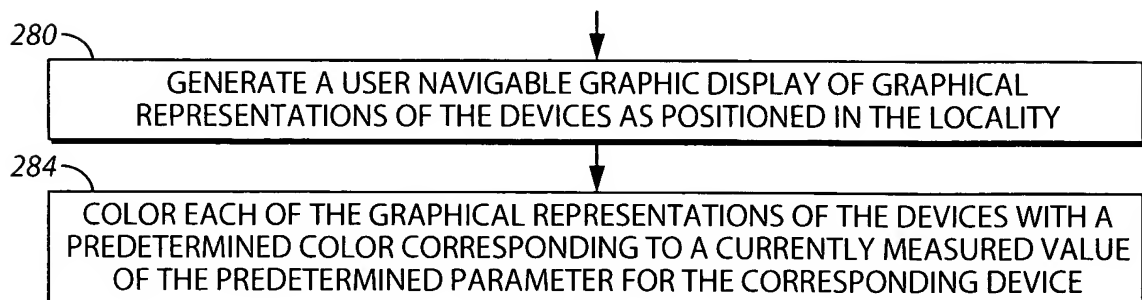 280
GENERATE A USER NAVIGABLE GRAPHIC DISPLAY OF GRAPHICAL
REPRESENTATIONS OF THE DEVICES AS POSITIONED IN THE LOCALITY
284
COLOR EACH OF THE GRAPHICAL REPRESENTATIONS OF THE DEVICES WITH A
PREDETERMINED COLOR CORRESPONDING TO A CURRENTLY MEASURED VALUE
OF THE PREDETERMINED PARAMETER FOR THE CORRESPONDING DEVICE